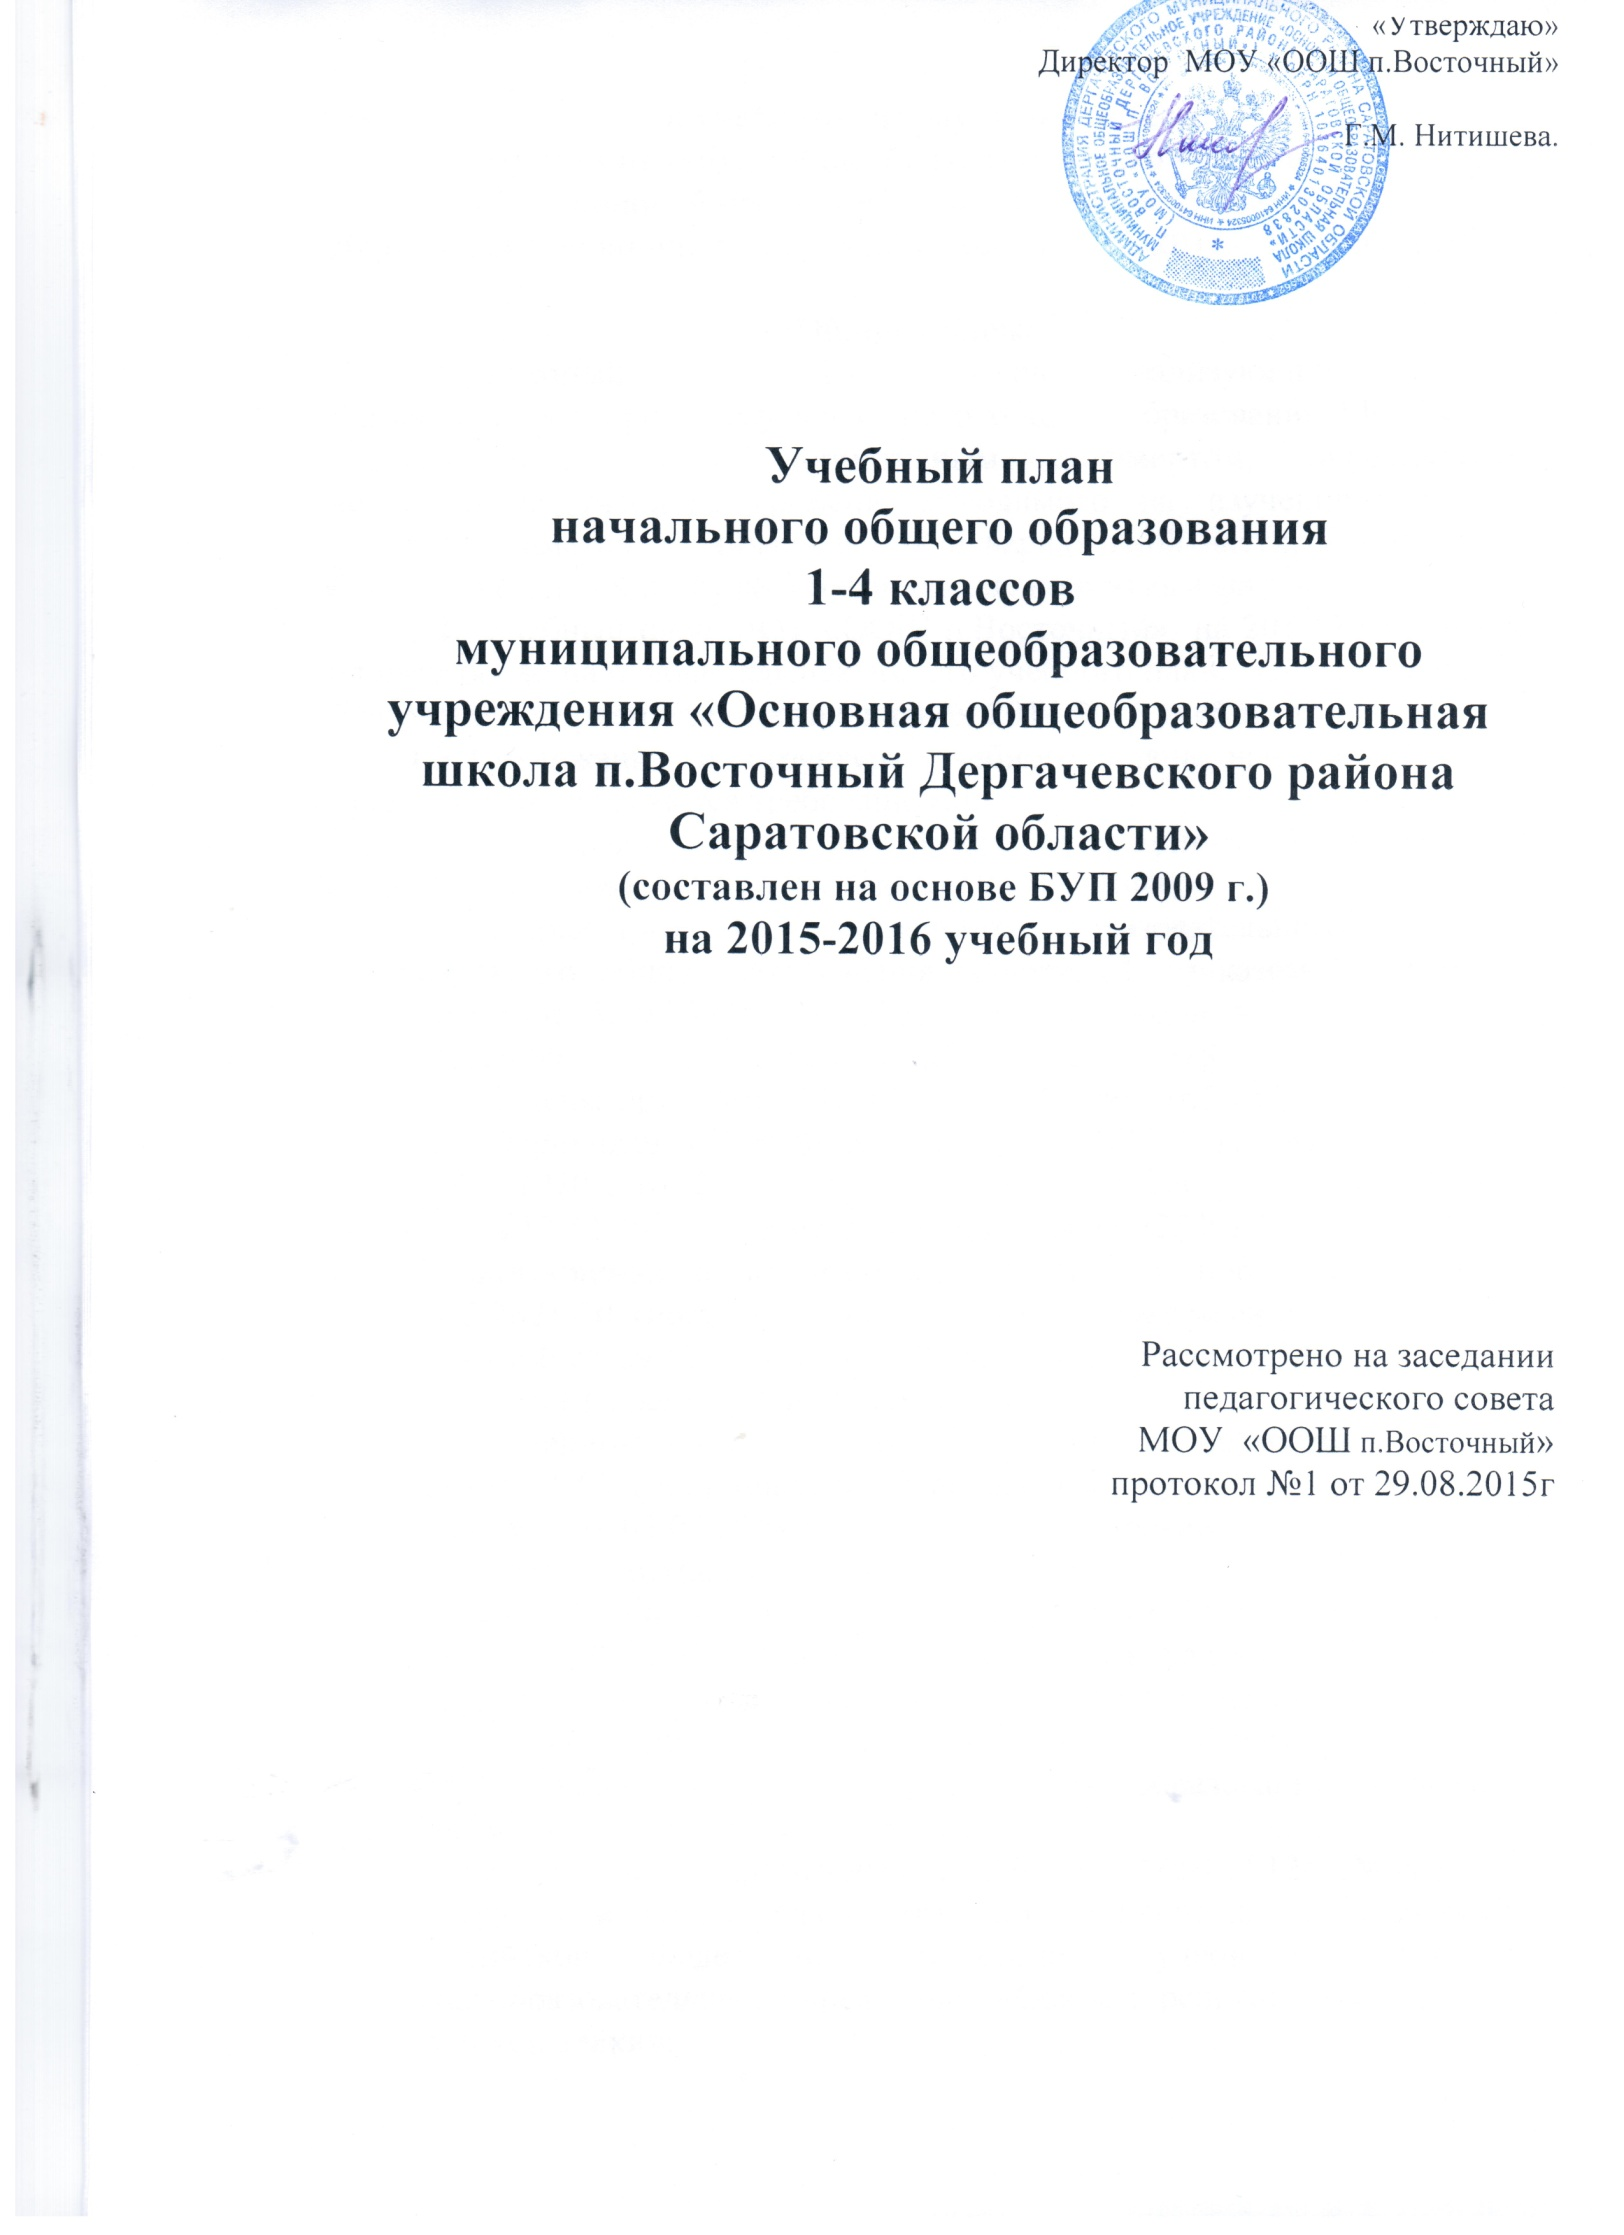 «Утверждаю»
Директор  МОУ «ООШ п.Восточный»
Г.М. Нитишева.
Учебный план
начального общего образования
1-4 классов
муниципального общеобразовательного
учреждения «Основная общеобразовательная
школа п.Восточный Дергачевского района
Саратовской области»
(составлен на основе БУП 2009 г.)
на 2015-2016 учебный год
Рассмотрено на заседании
педагогического совета
МОУ  «ООШ п.Восточный»
протокол №1 от 29.08.2015г